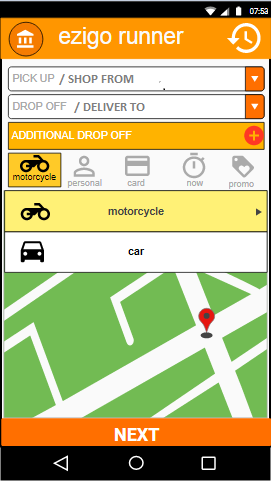 07:53
ezigo runner
PICK UP / SHOP FROM
DROP OFF / DELIVER TO
ADDITIONAL DROP OFF
motorcycle personal card now promo
motorcycle
car
NEXT